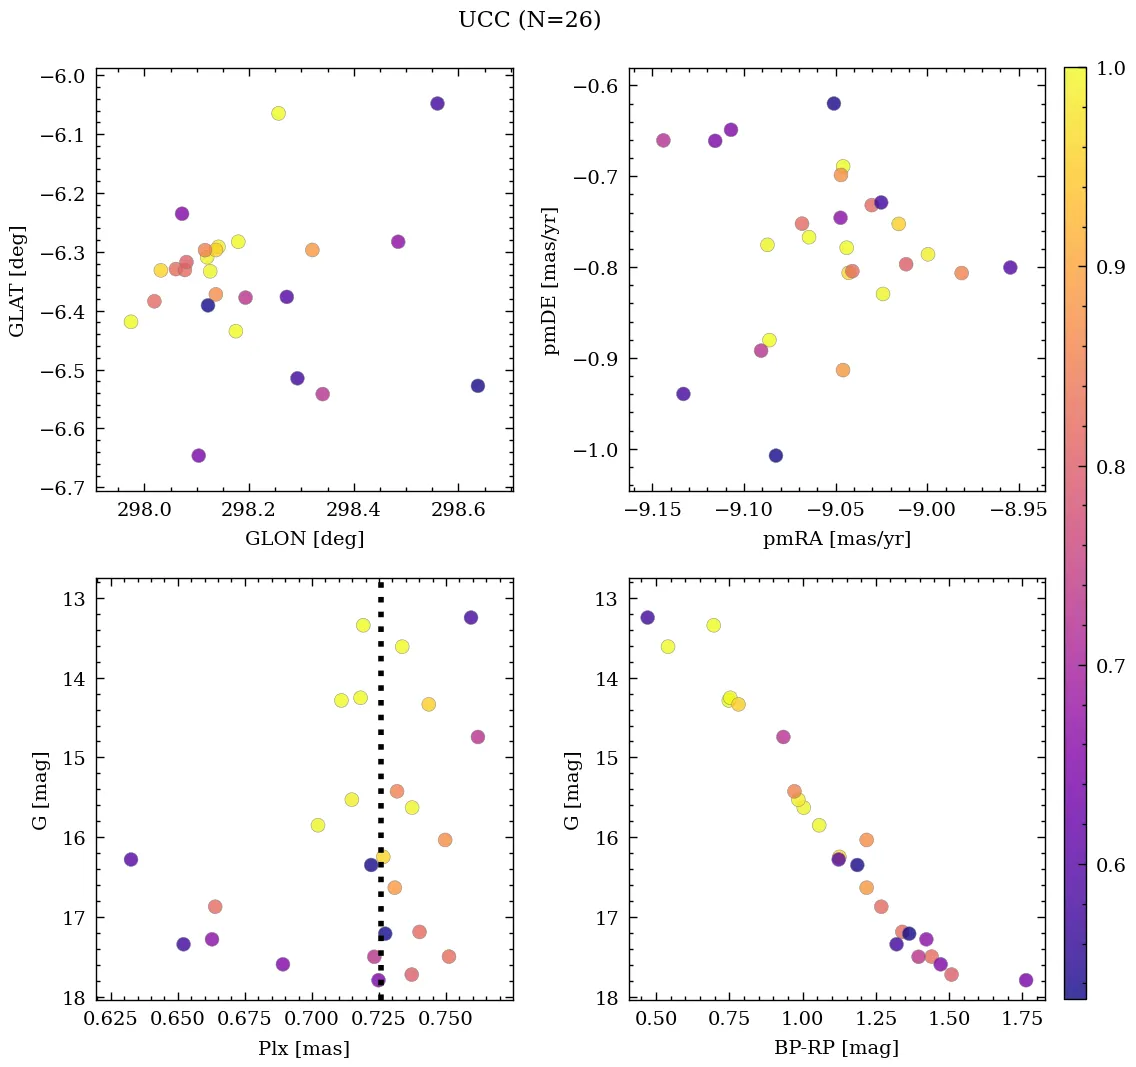 UCC (N=26)
−6.0
−6.1
−6.2
−6.3
−6.4
−6.5
−6.6
−6.7
GLAT [deg]
298.0 298.2 298.4 298.6
GLON [deg]
−0.6
−0.7
−0.8
−0.9
−1.0
pmDE [mas/yr]
−9.15 −9.10 −9.05 −9.00 −8.95
pmRA [mas/yr]
13
14
15
16
17
18
G [mag]
0.625 0.650 0.675 0.700 0.725 0.750
Plx [mas]
13
14
15
16
17
18
G [mag]
0.50 0.75 1.00 1.25 1.50 1.75
BP-RP [mag]
1.0
0.9
0.8
0.7
0.6